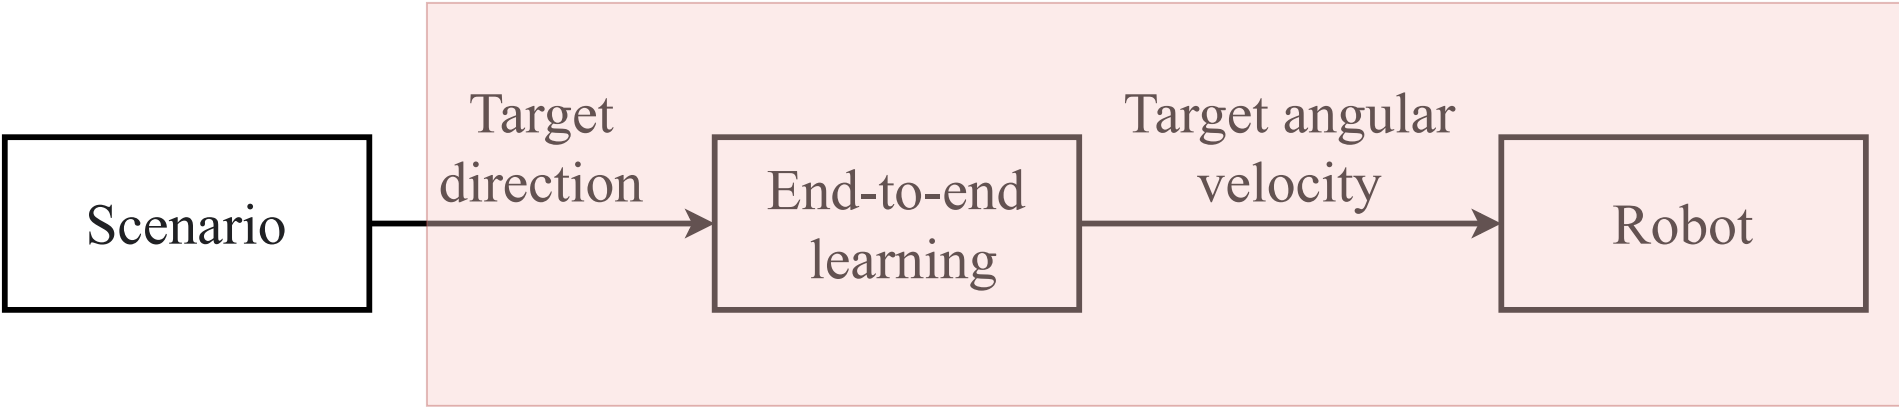 Scenario
Target
direction
End-to-end
learning
Target angular
velocity
Robot